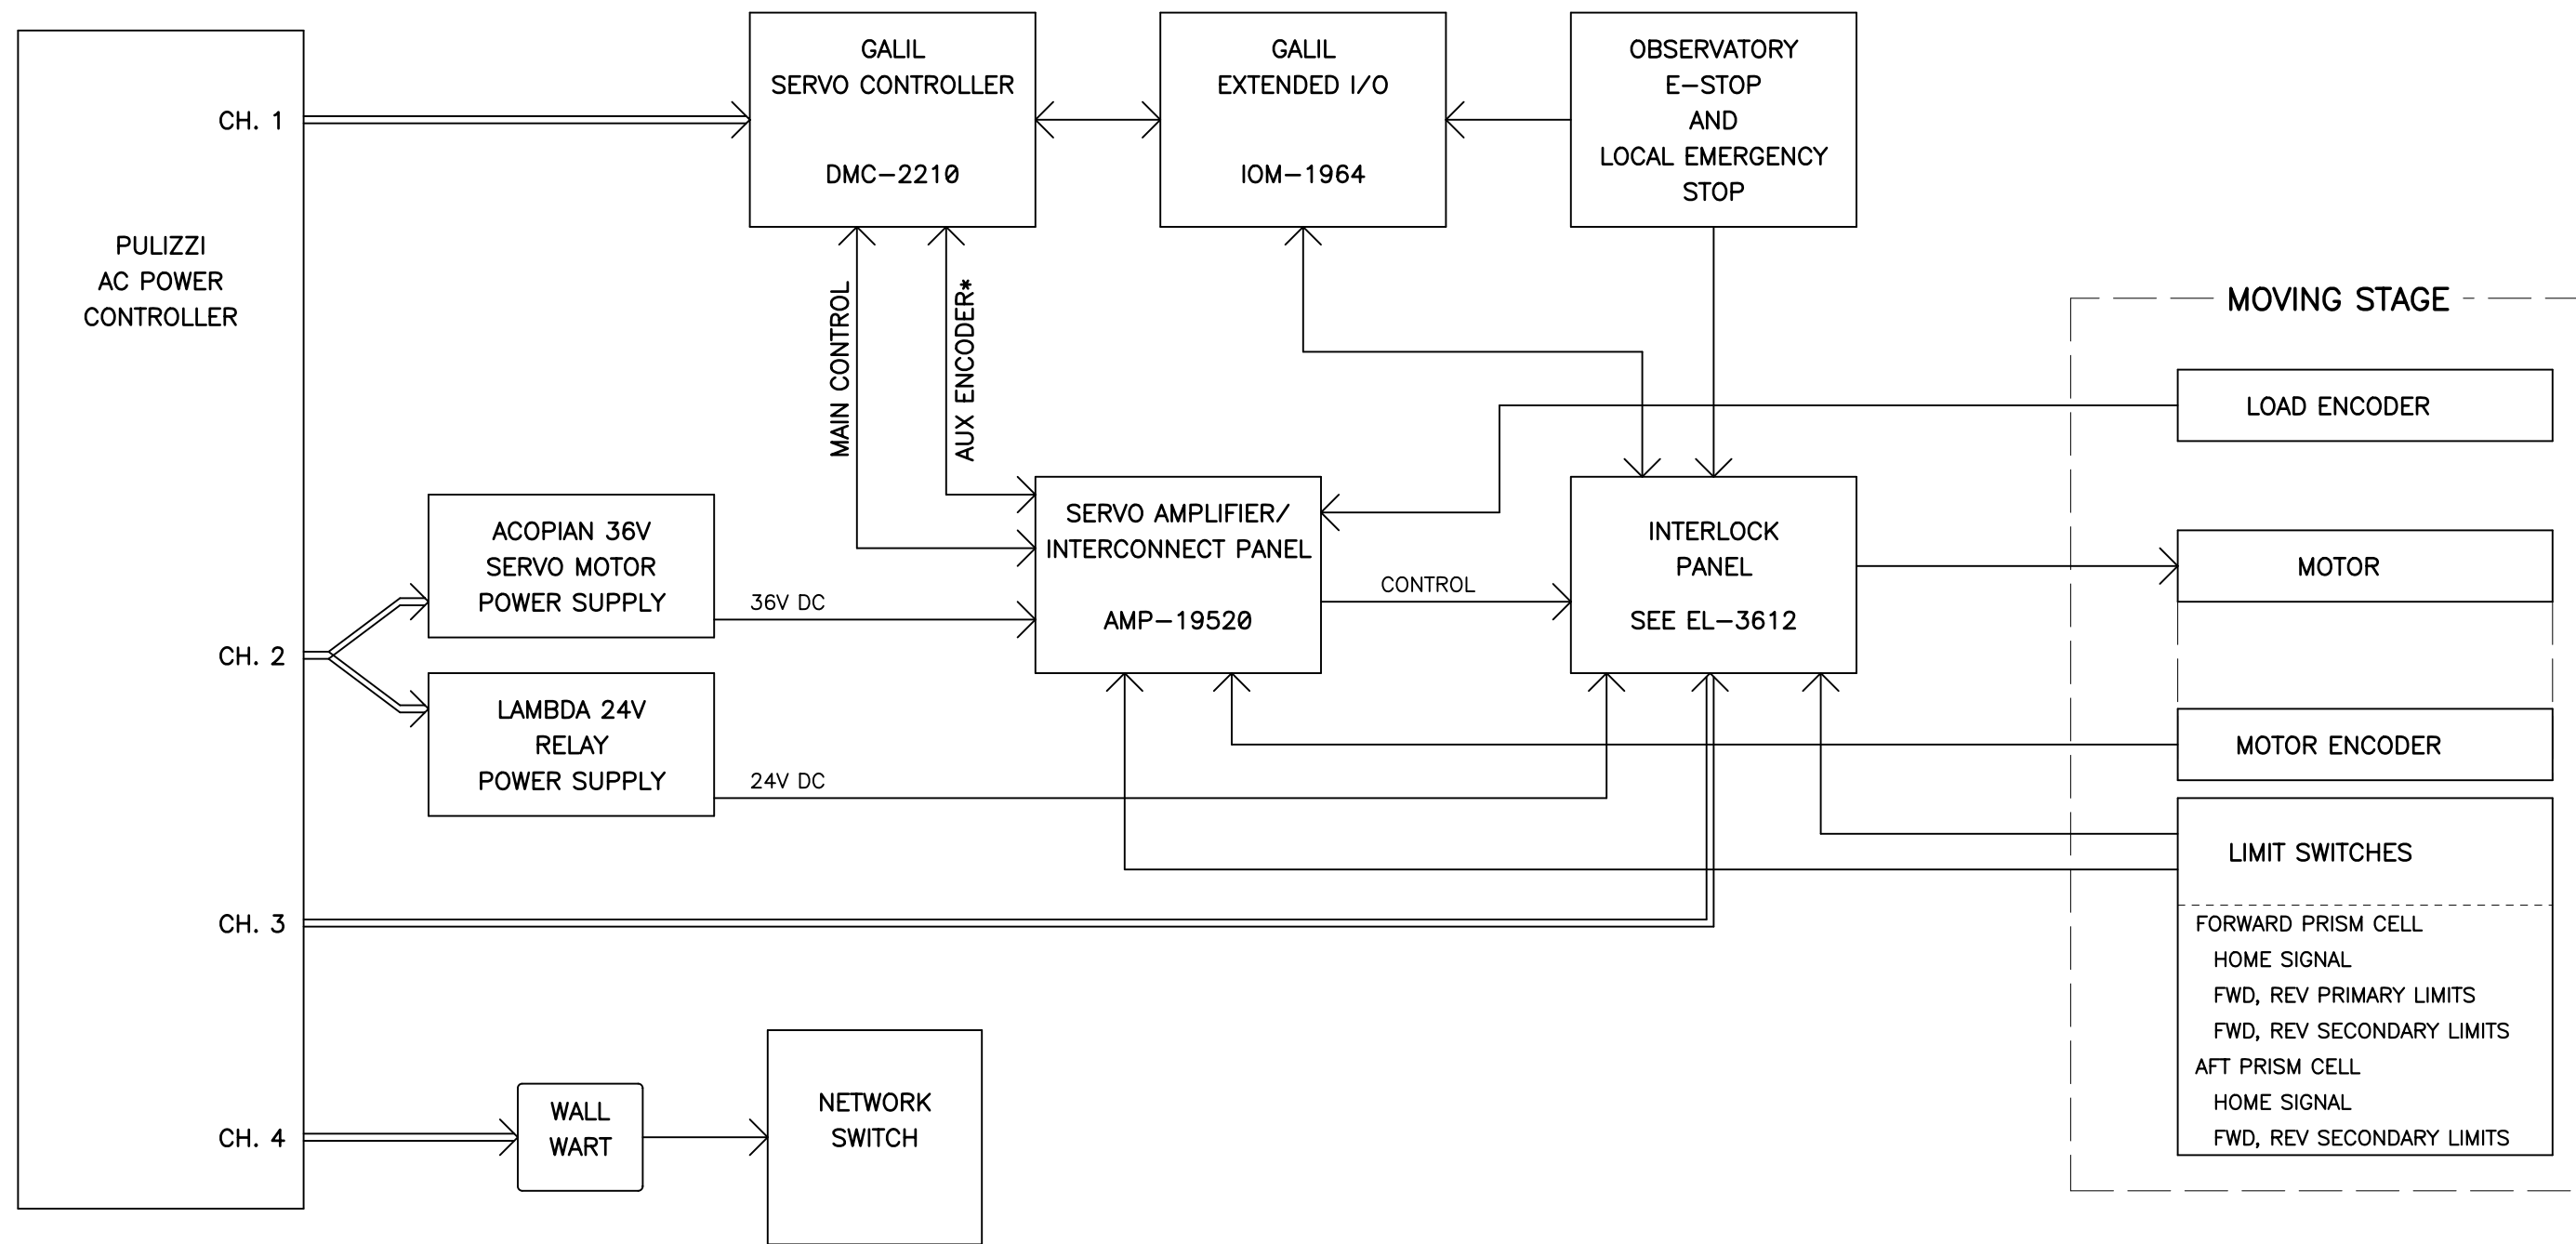 PULIZZI
AC POWER
CONTROLLER
CH. 1
CH. 2
CH. 3
CH. 4
GALIL
SERVO CONTROLLER
DMC-2210
GALIL
EXTENDED I/O
IOM-1964
OBSERVATORY
E-STOP
AND
LOCAL EMERGENCY
STOP
MAIN CONTROL
AUX ENCODER*
ACOPIAN 36V
SERVO MOTOR
POWER SUPPLY
36V DC
LAMBDA 24V
RELAY
POWER SUPPLY
24V DC
SERVO AMPLIFIER/
INTERCONNECT PANEL
AMP-19520
CONTROL
INTERLOCK
PANEL
SEE EL-3612
WALL
WART
NETWORK
SWITCH
MOVING STAGE
LOAD ENCODER
MOTOR
MOTOR ENCODER
LIMIT SWITCHES
FORWARD PRISM CELL
HOME SIGNAL
FWD, REV PRIMARY LIMITS
FWD, REV SECONDARY LIMITS
AFT PRISM CELL
HOME SIGNAL
FWD, REV SECONDARY LIMITS